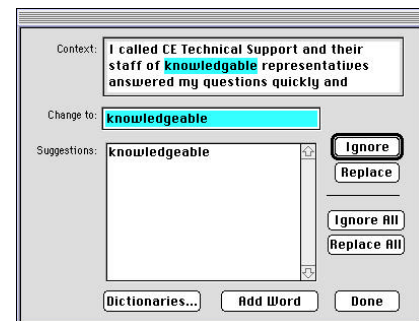 Context:
I called CE Technical Support and their
staff of knowledgable representatives
answered my questions quickly and
Change to:
knowledgeable
Suggestions:
knowledgeable
Ignore
Replace
Ignore All
Replace All
Dictionaries...
Add Word
Done